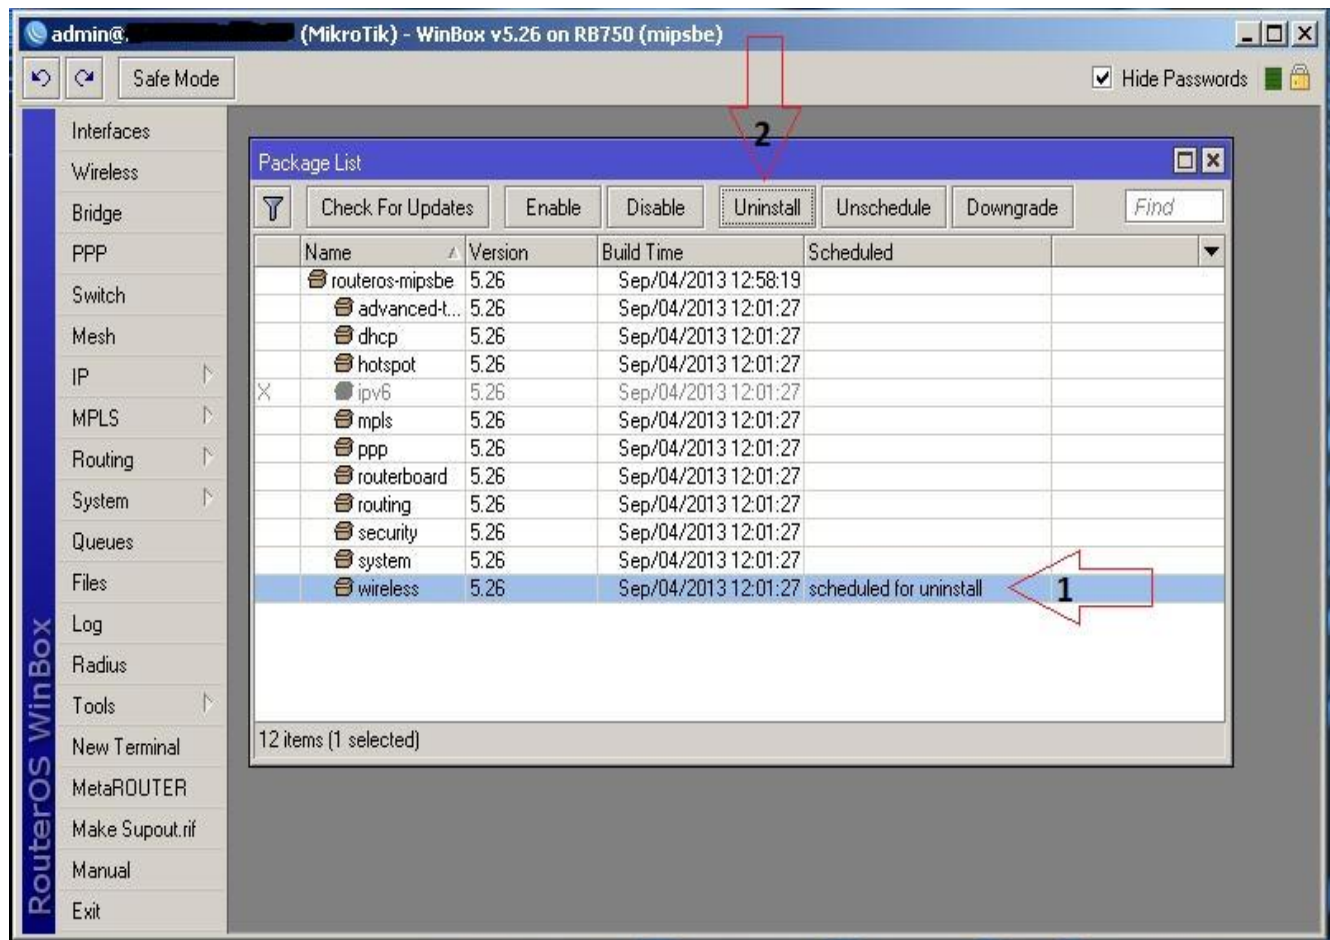 admin@ (MikroTik) - WinBox v5.26 on RB750 (mipsbe)
Safe Mode
Hide Passwords
Interfaces
Wireless
Bridge
PPP
Switch
Mesh
IP
MPLS
Routing
System
Queues
Files
Log
Radius
Tools
New Terminal
MetaROUTER
Make Supout.rif
Manual
Exit
RouterOS WinBox
2
Package List
Check For Updates Enable Disable Uninstall Unschedule Downgrade Find
Name Version Build Time Scheduled
routeros-mipsbe 5.26 Sep/04/2013 12:58:19
advanced-t... 5.26 Sep/04/2013 12:01:27
dhcp 5.26 Sep/04/2013 12:01:27
hotspot 5.26 Sep/04/2013 12:01:27
X ipv6 5.26 Sep/04/2013 12:01:27
mpls 5.26 Sep/04/2013 12:01:27
ppp 5.26 Sep/04/2013 12:01:27
routerboard 5.26 Sep/04/2013 12:01:27
routing 5.26 Sep/04/2013 12:01:27
security 5.26 Sep/04/2013 12:01:27
system 5.26 Sep/04/2013 12:01:27
wireless 5.26 Sep/04/2013 12:01:27 scheduled for uninstall
1
12 items (1 selected)